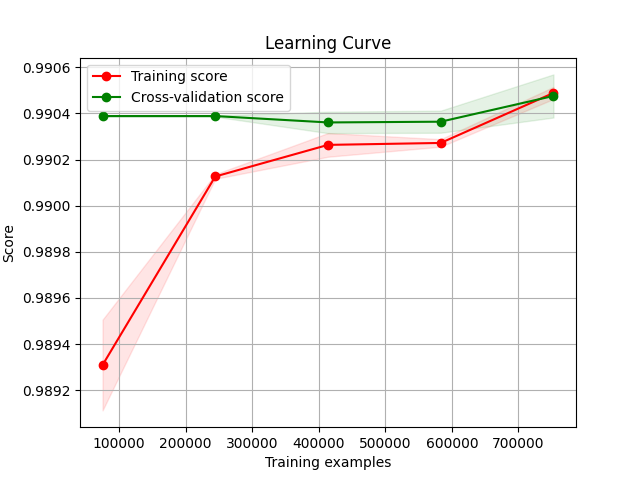 Learning Curve
Training score
Cross-validation score
0.9906
0.9904
0.9902
0.9900
0.9898
0.9896
0.9894
0.9892
Score
100000 200000 300000 400000 500000 600000 700000
Training examples